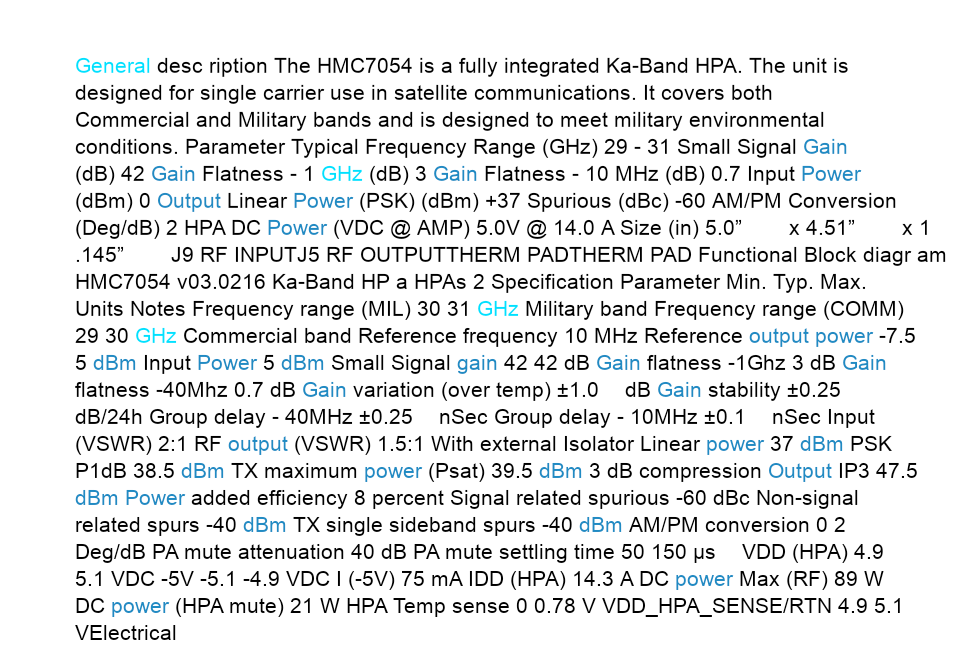 General desc ription The HMC7054 is a fully integrated Ka-Band HPA. The unit is
designed for single carrier use in satellite communications. It covers both
Commercial and Military bands and is designed to meet military environmental
conditions. Parameter Typical Frequency Range (GHz) 29 - 31 Small Signal Gain
(dB) 42 Gain Flatness - 1 GHz (dB) 3 Gain Flatness - 10 MHz (dB) 0.7 Input Power
(dBm) 0 Output Linear Power (PSK) (dBm) +37 Spurious (dBc) -60 AM/PM Conversion
(Deg/dB) 2 HPA DC Power (VDC @ AMP) 5.0V @ 14.0 A Size (in) 5.0” x 4.51” x 1
.145” J9 RF INPUTJ5 RF OUTPUTTHERM PADTHERM PAD Functional Block diagr am
HMC7054 v03.0216 Ka-Band HP a HPAs 2 Specification Parameter Min. Typ. Max.
Units Notes Frequency range (MIL) 30 31 GHz Military band Frequency range (COMM)
29 30 GHz Commercial band Reference frequency 10 MHz Reference output power -7.5
5 dBm Input Power 5 dBm Small Signal gain 42 42 dB Gain flatness -1Ghz 3 dB Gain
flatness -40Mhz 0.7 dB Gain variation (over temp) ±1.0 dB Gain stability ±0.25
dB/24h Group delay - 40MHz ±0.25 nSec Group delay - 10MHz ±0.1 nSec Input
(VSWR) 2:1 RF output (VSWR) 1.5:1 With external Isolator Linear power 37 dBm PSK
P1dB 38.5 dBm TX maximum power (Psat) 39.5 dBm 3 dB compression Output IP3 47.5
dBm Power added efficiency 8 percent Signal related spurious -60 dBc Non-signal
related spurs -40 dBm TX single sideband spurs -40 dBm AM/PM conversion 0 2
Deg/dB PA mute attenuation 40 dB PA mute settling time 50 150 μs VDD (HPA) 4.9
5.1 VDC -5V -5.1 -4.9 VDC I (-5V) 75 mA IDD (HPA) 14.3 A DC power Max (RF) 89 W
DC power (HPA mute) 21 W HPA Temp sense 0 0.78 V VDD_HPA_SENSE/RTN 4.9 5.1
VElectrical